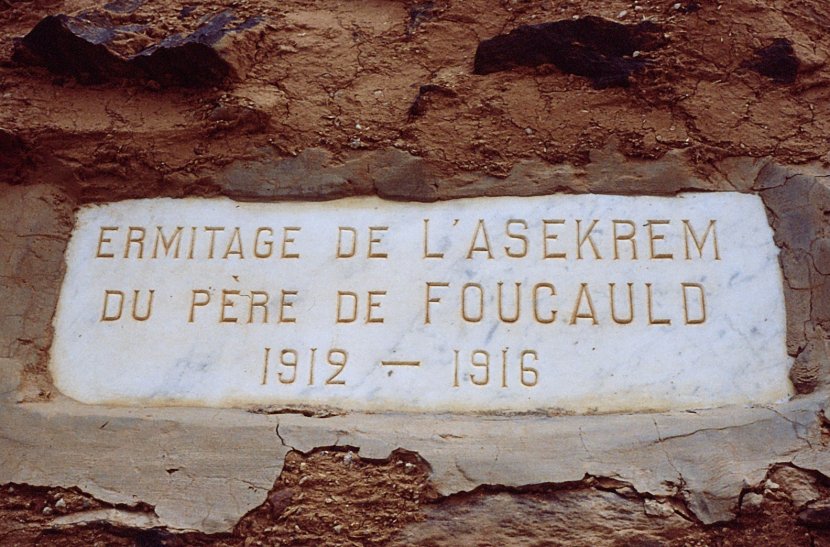 ERMITAGE DE L'ASEKREM
DU PÈRE DE FOUCAULD
1912 — 1916